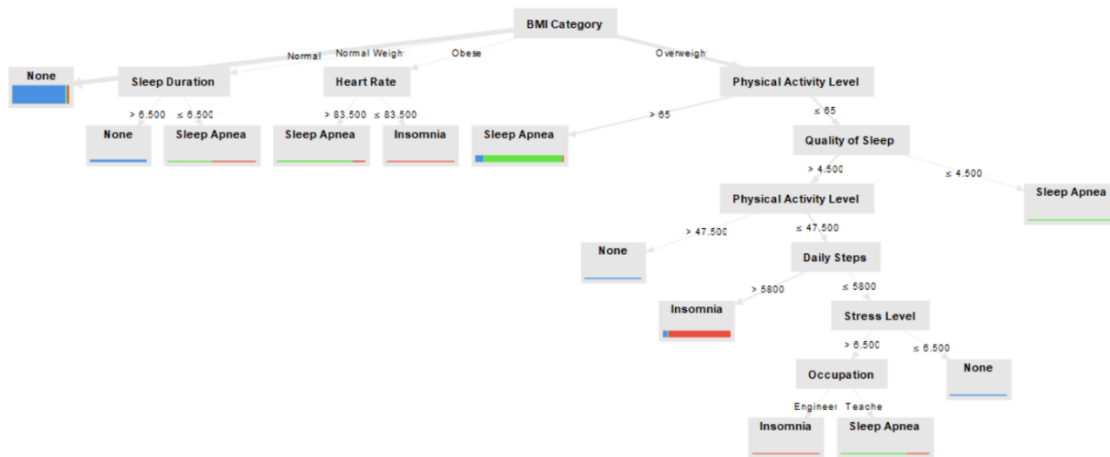 BMI Category
Normal
Normal Weigh
Obese
Overweigh
None
Sleep Duration
Heart Rate
Physical Activity Level
> 6.500
≤ 6.500
> 83.500
≤ 83.500
> 65
≤ 65
None
Sleep Apnea
Sleep Apnea
Insomnia
Sleep Apnea
Quality of Sleep
> 4.500
≤ 4.500
Physical Activity Level
Sleep Apnea
> 47.500
≤ 47.500
None
Daily Steps
> 5800
≤ 5800
Insomnia
Stress Level
> 6.500
≤ 6.500
Occupation
None
Engineer
Teache
Insomnia
Sleep Apnea